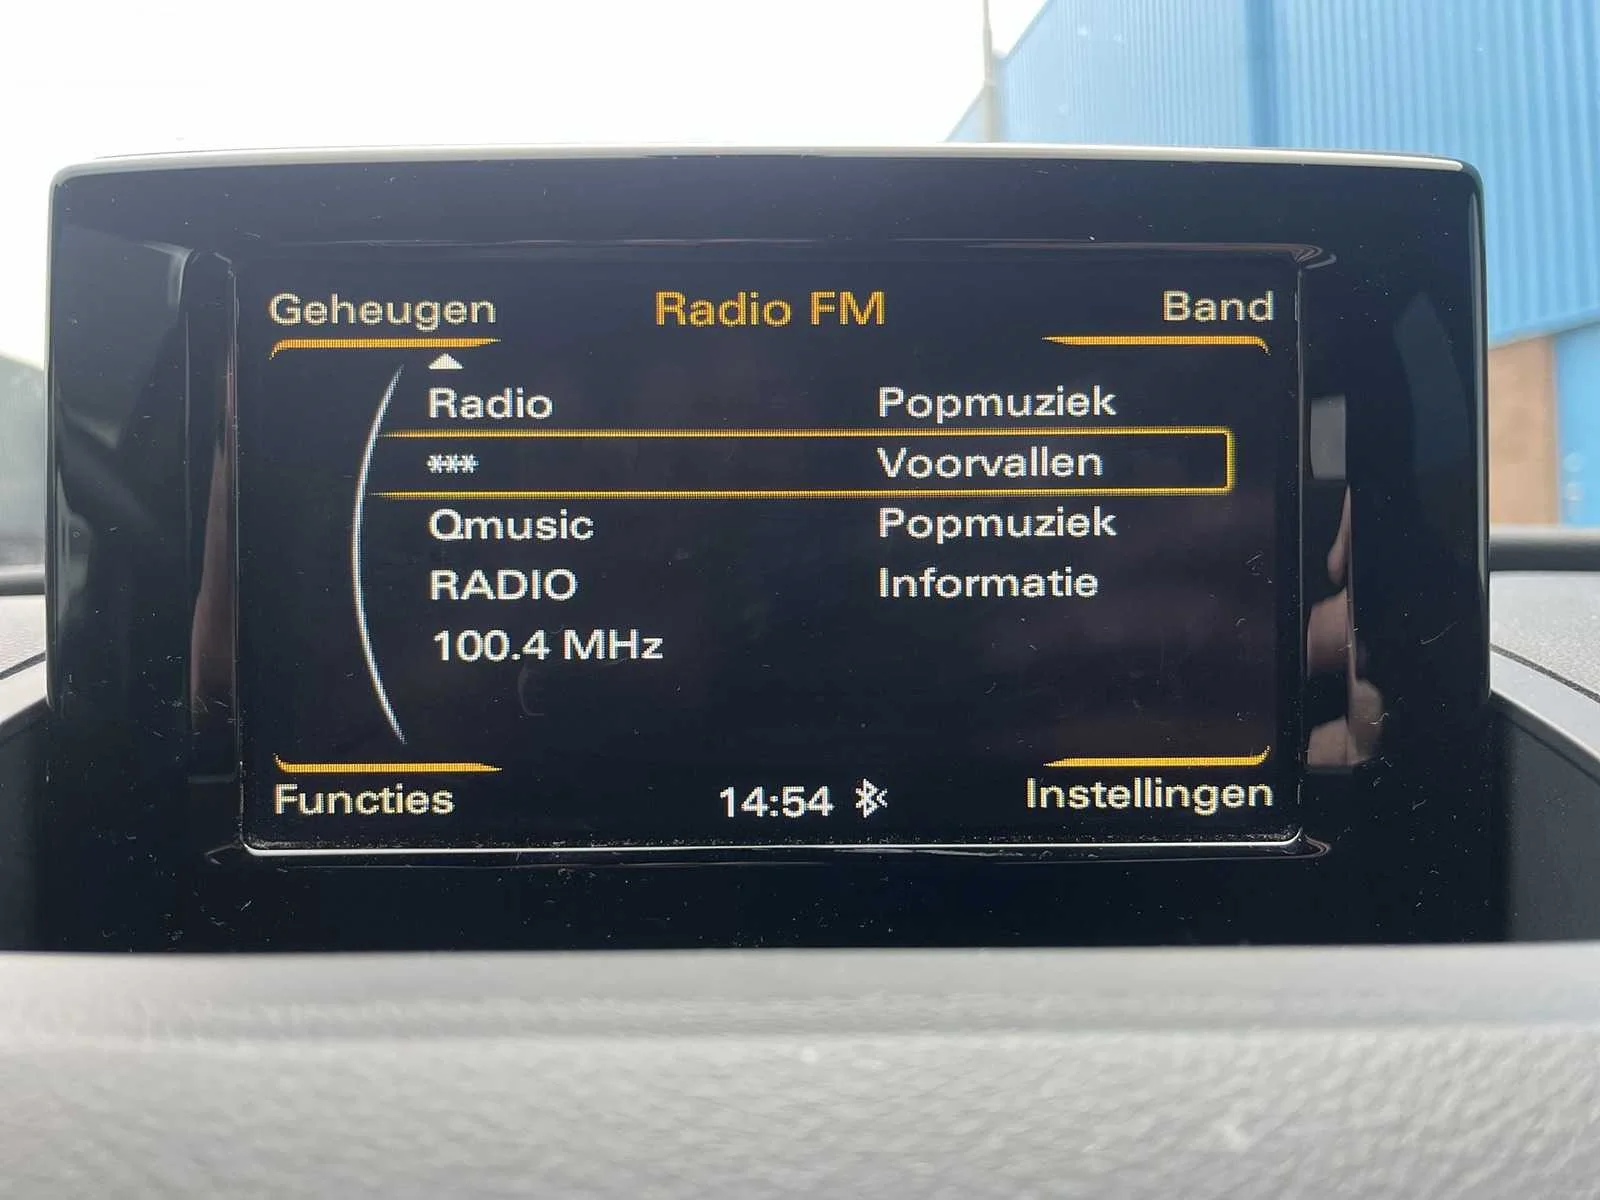 Geheugen Radio FM Band
Radio Popmuziek
*** Voorvallen
Qmusic Popmuziek
RADIO Informatie
100.4 MHz
Functies 14:54 Instellingen